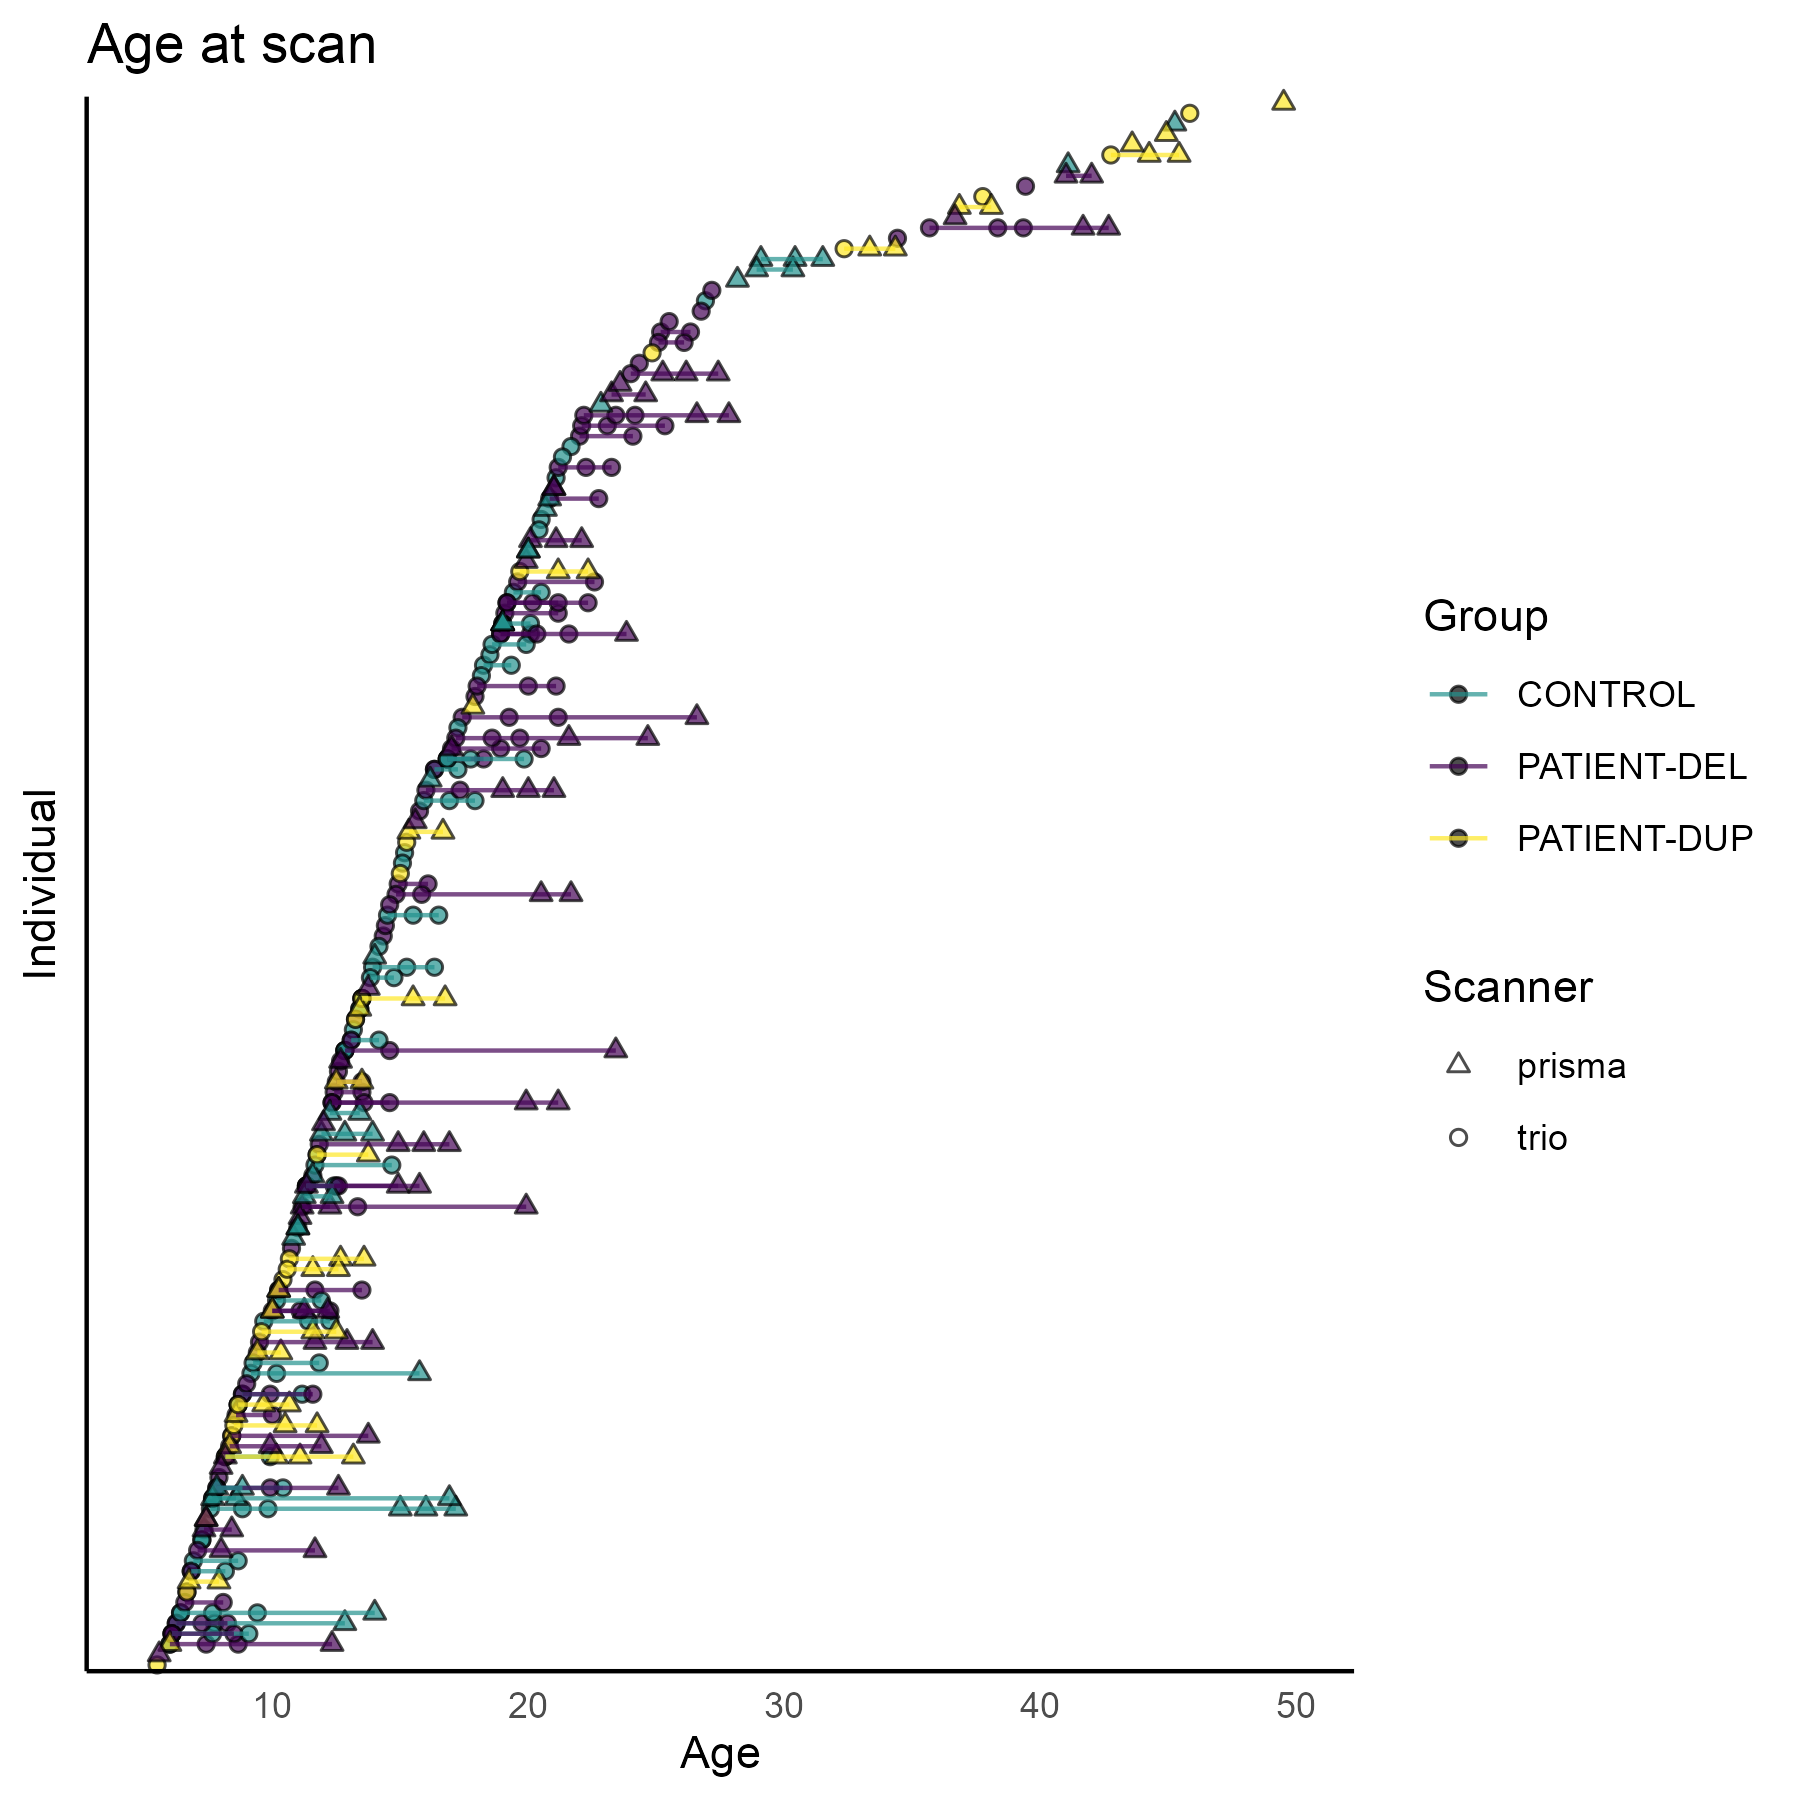 Age at scan
Individual
10 20 30 40 50
Age
Group
CONTROL
PATIENT-DEL
PATIENT-DUP
Scanner
prisma
trio